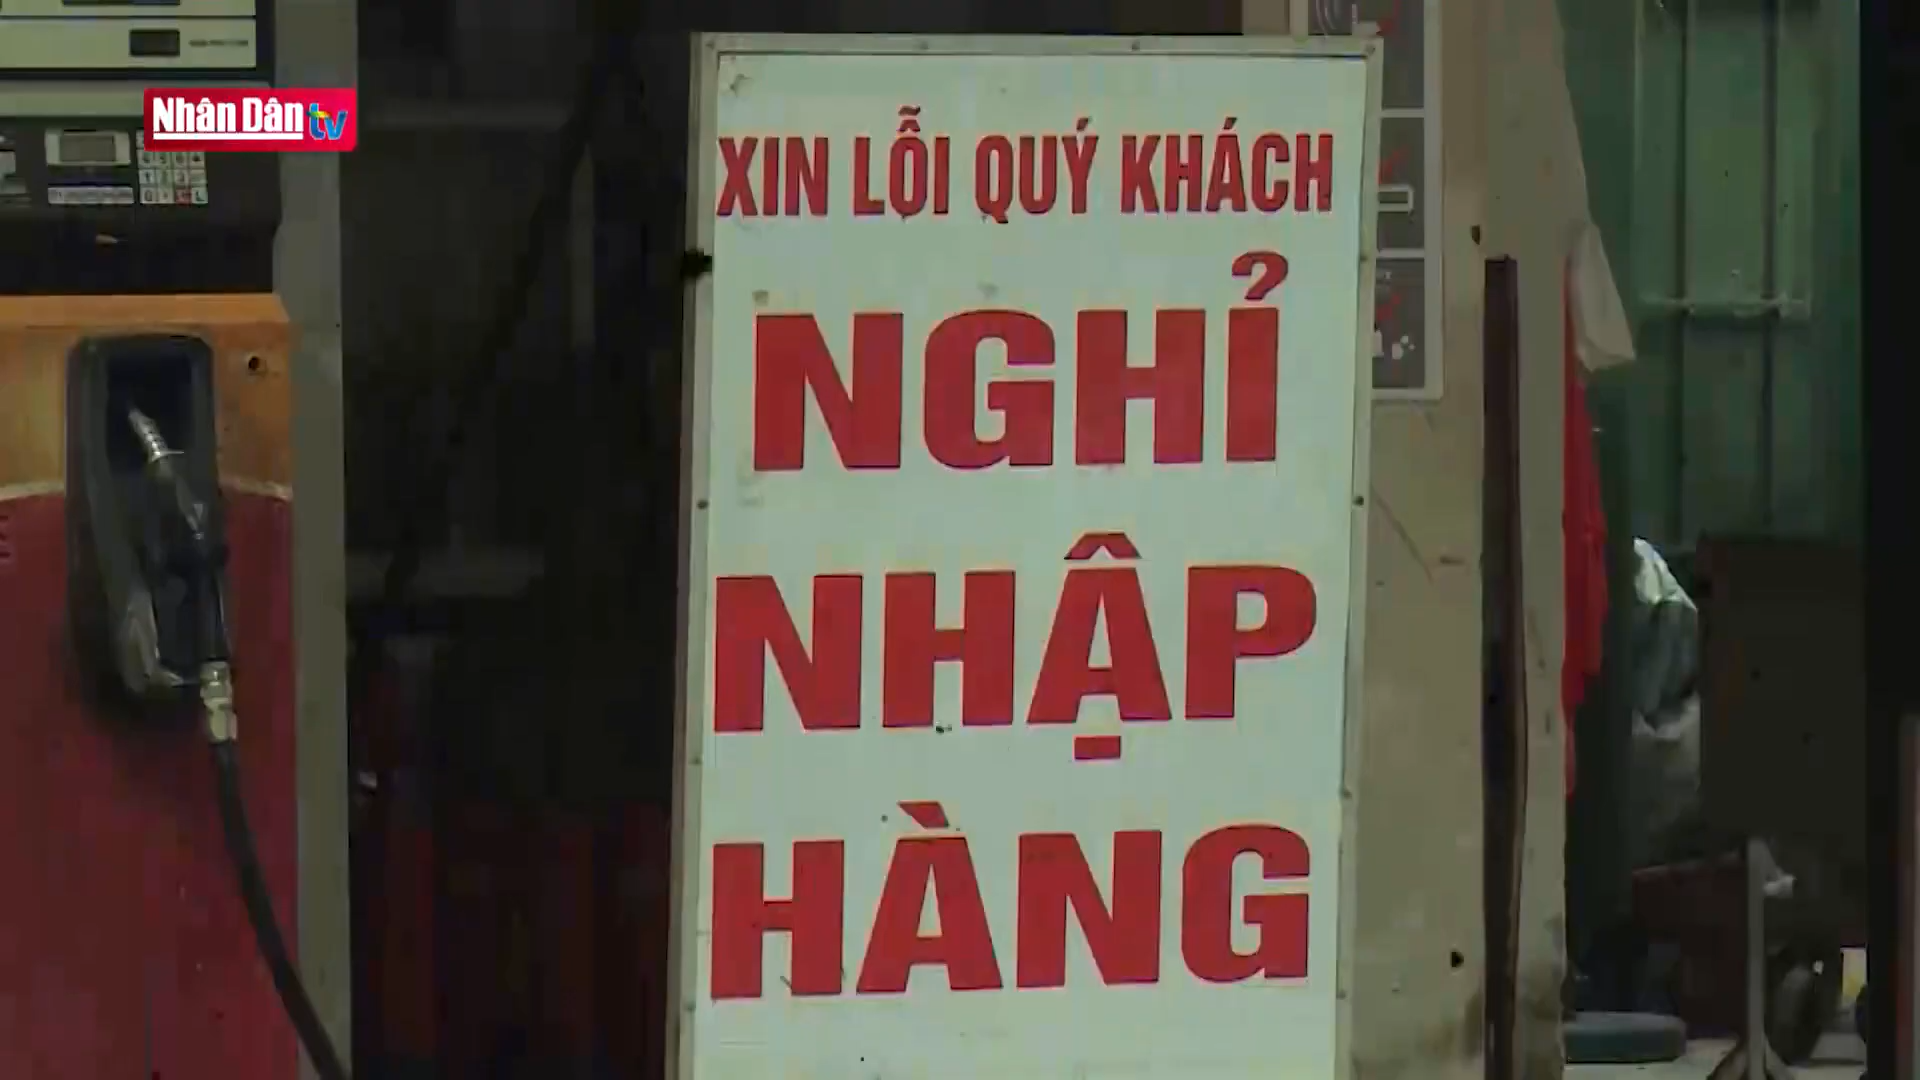 Nhân Dân tv
XIN LỖI QUÝ KHÁCH
NGHỈ
NHẬP
HÀNG